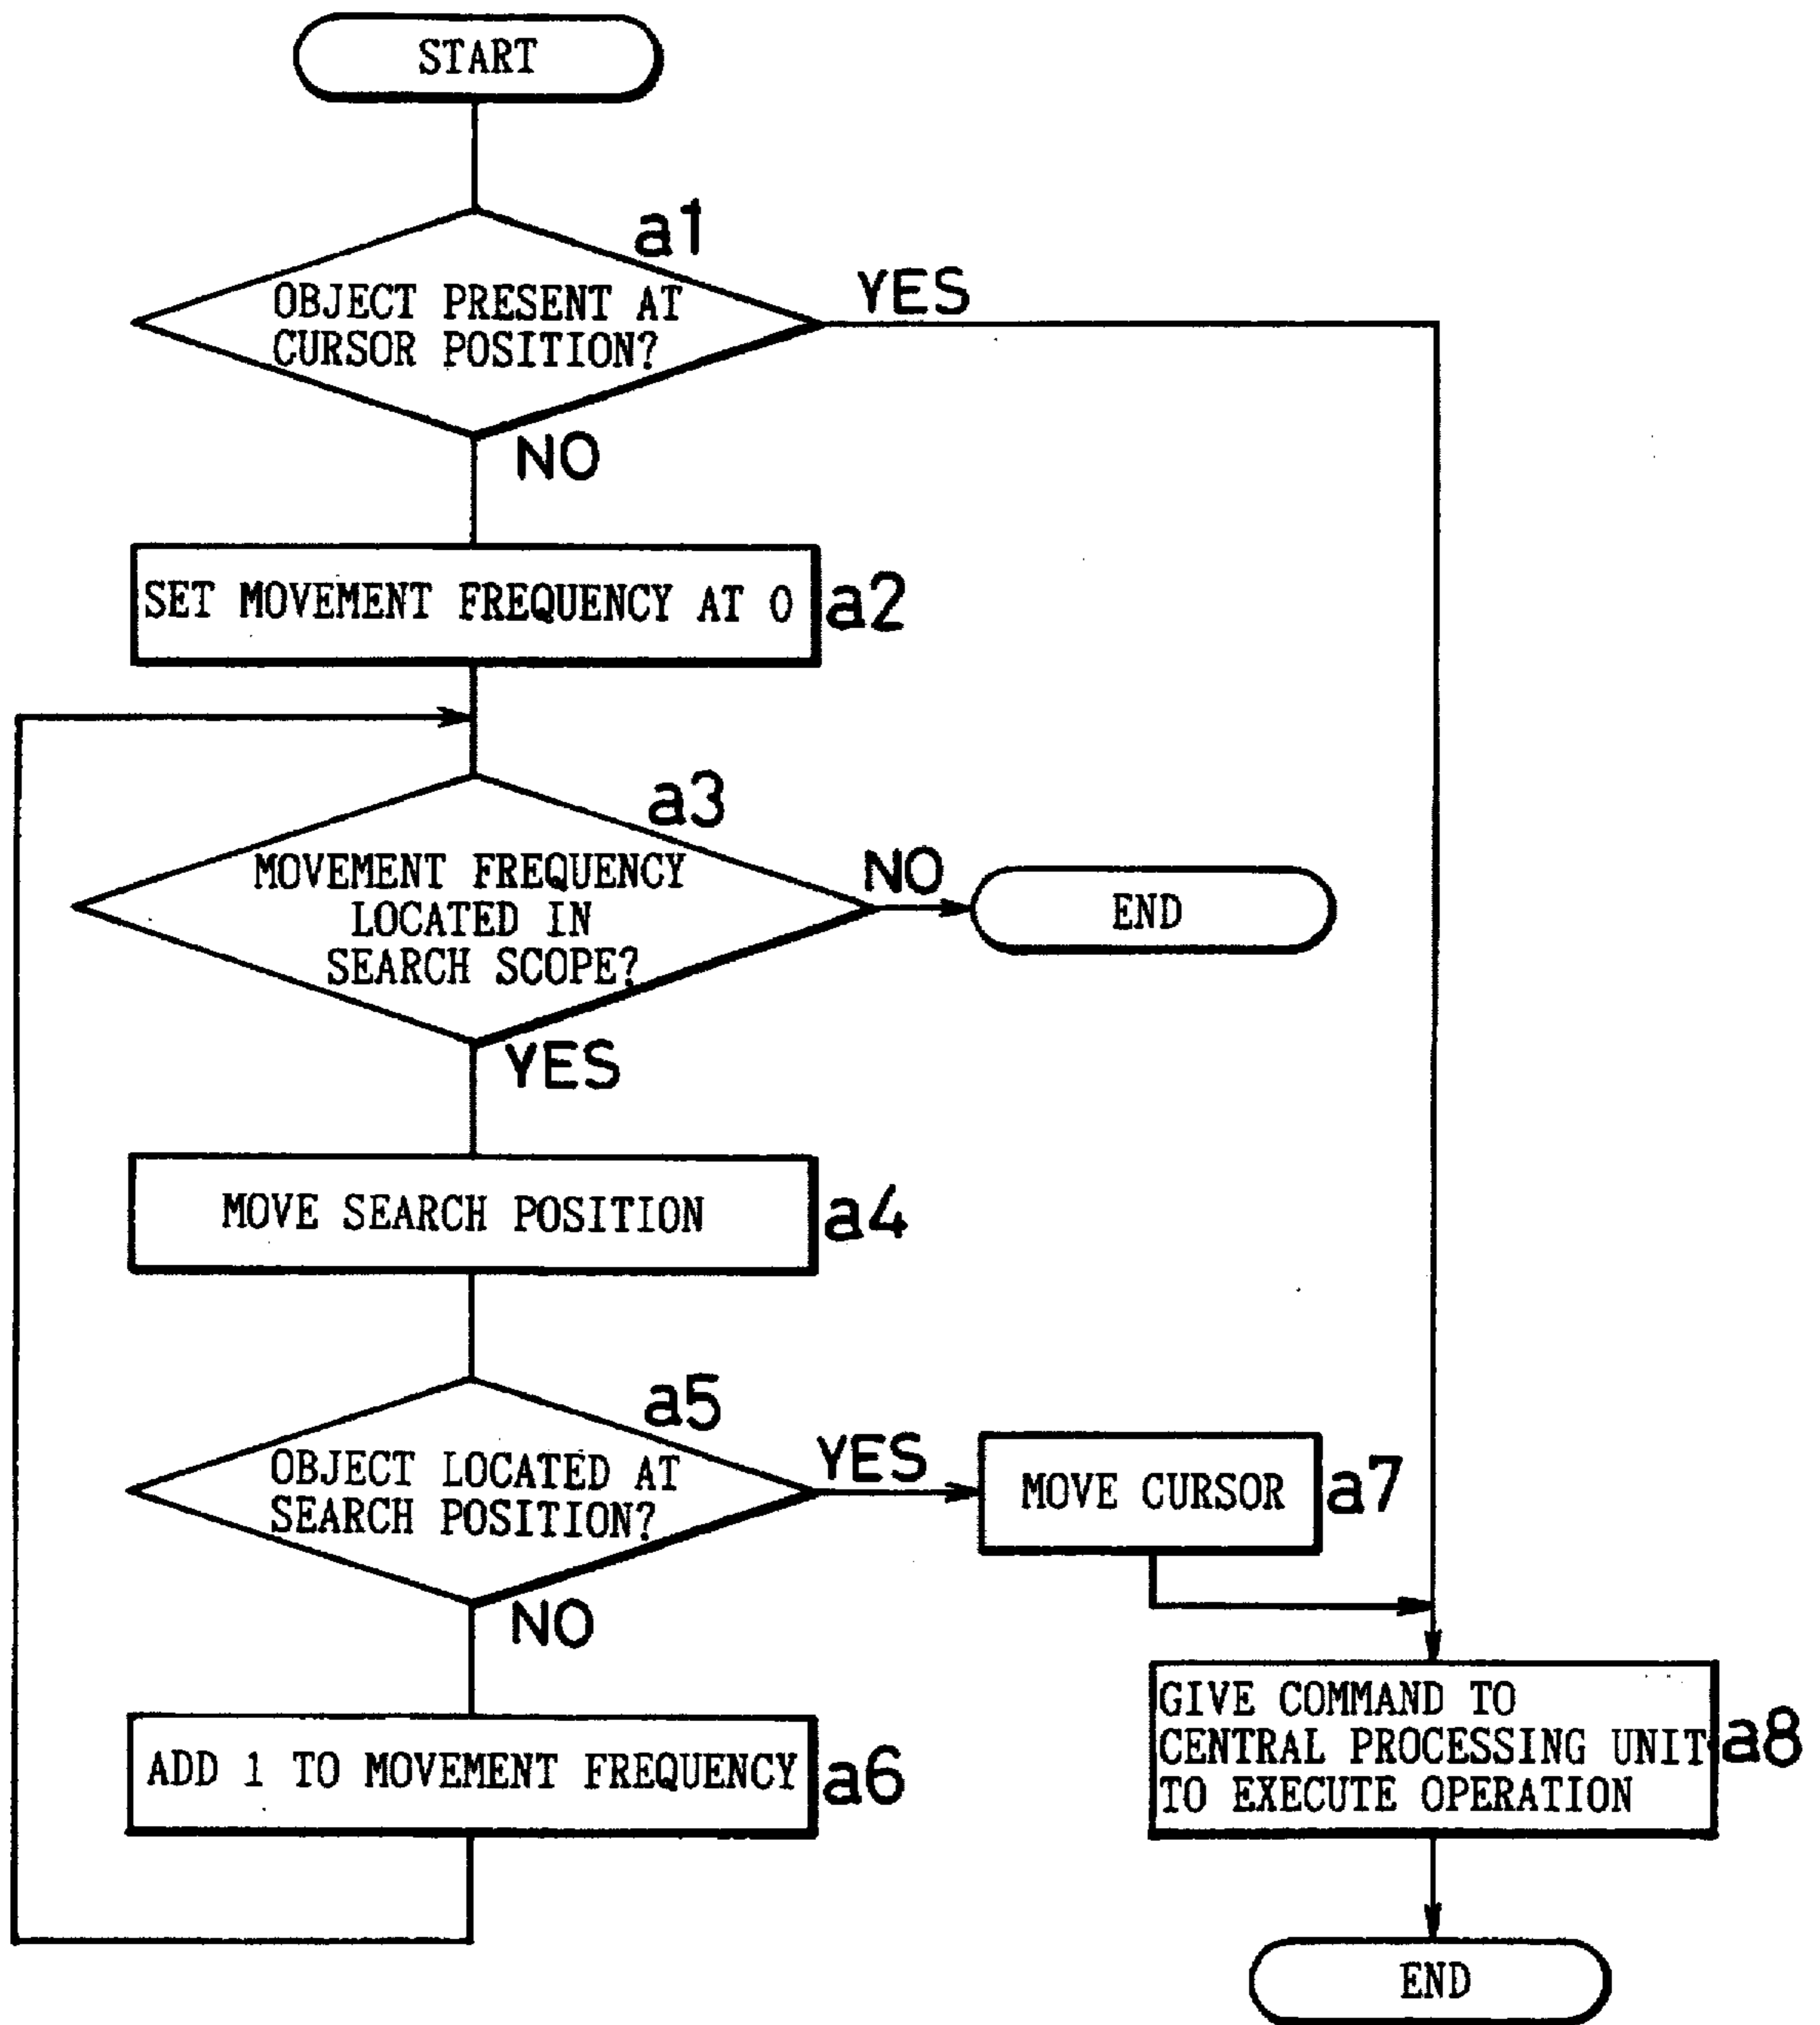 START
a1
OBJECT PRESENT AT
CURSOR POSITION?
YES
NO
SET MOVEMENT FREQUENCY AT 0
a2
a3
MOVEMENT FREQUENCY
LOCATED IN
SEARCH SCOPE?
NO
END
YES
MOVE SEARCH POSITION
a4
a5
OBJECT LOCATED AT
SEARCH POSITION?
YES
MOVE CURSOR
a7
NO
ADD 1 TO MOVEMENT FREQUENCY
a6
GIVE COMMAND TO
CENTRAL PROCESSING UNIT
TO EXECUTE OPERATION
a8
END